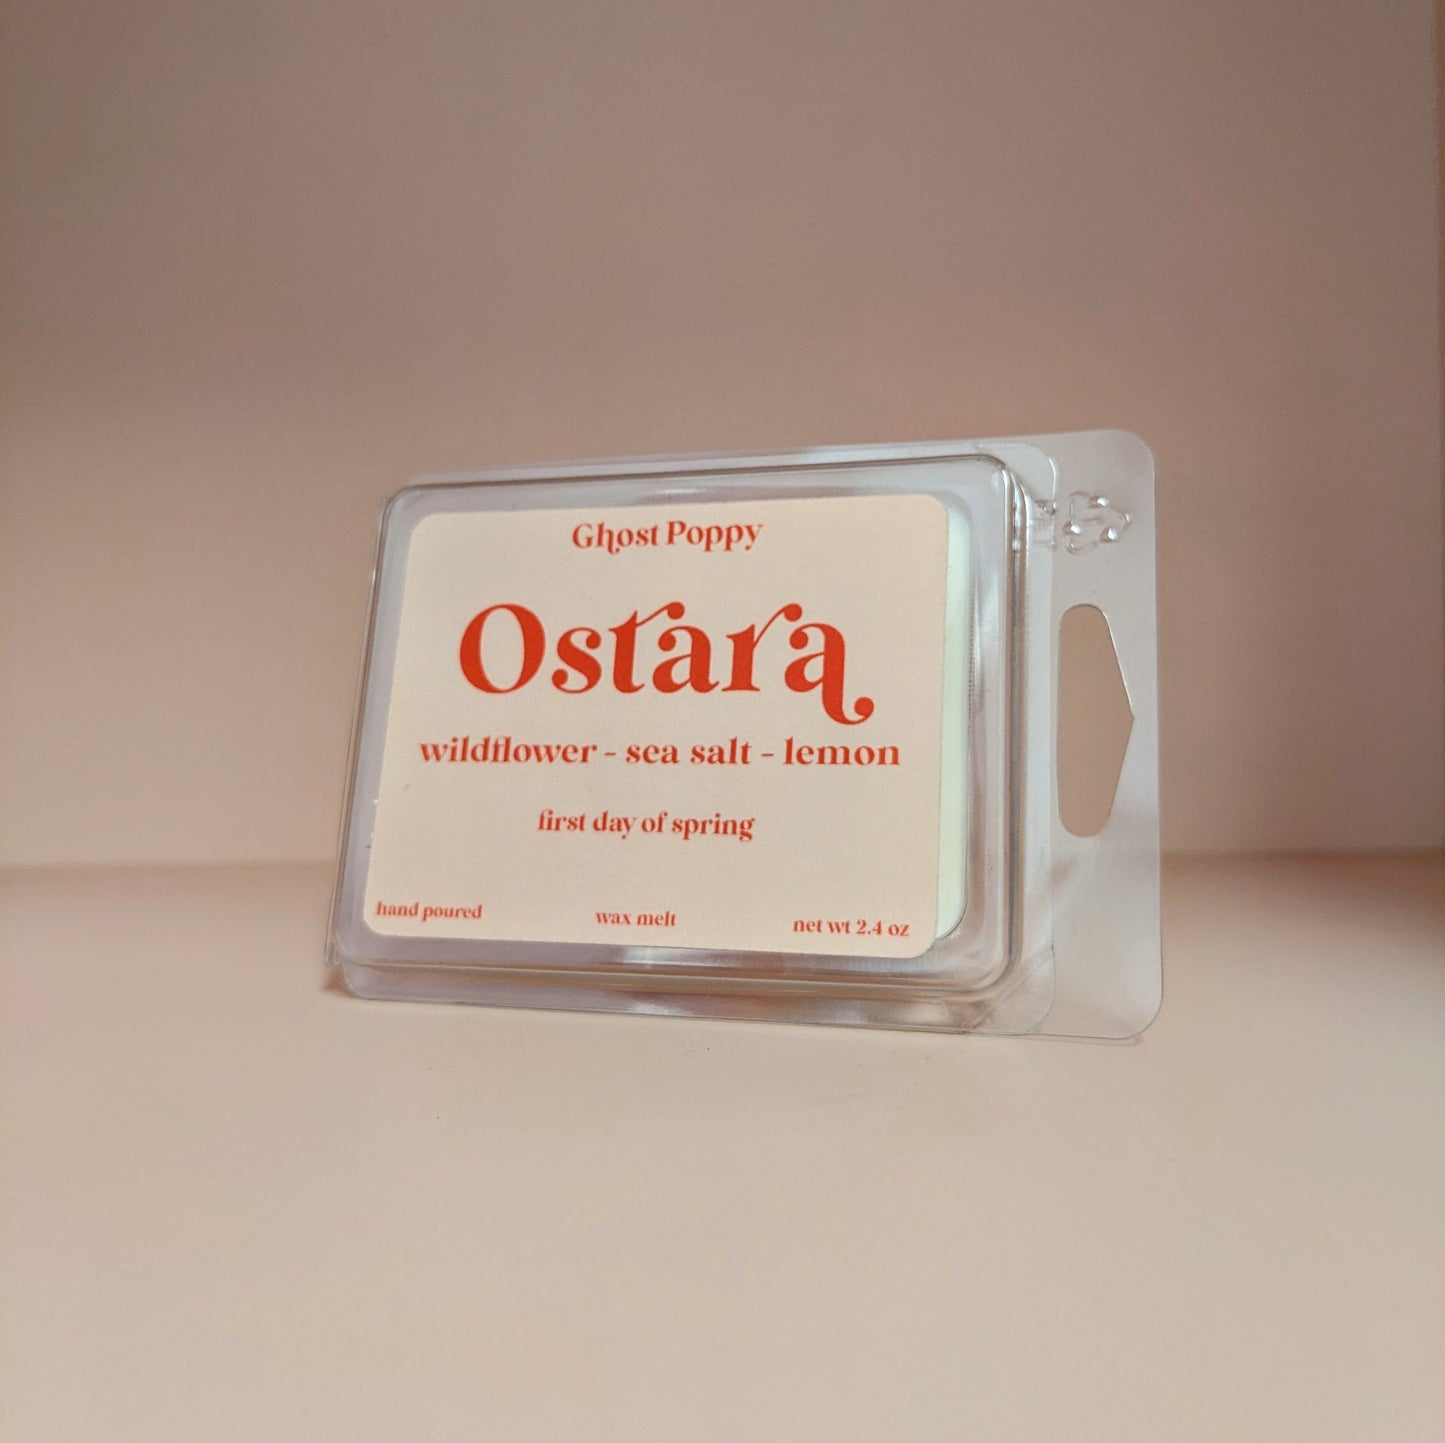 Ghost Poppy
Ostara
wildflower - sea salt - lemon
first day of spring
hand poured wax melt net wt 2.4 oz